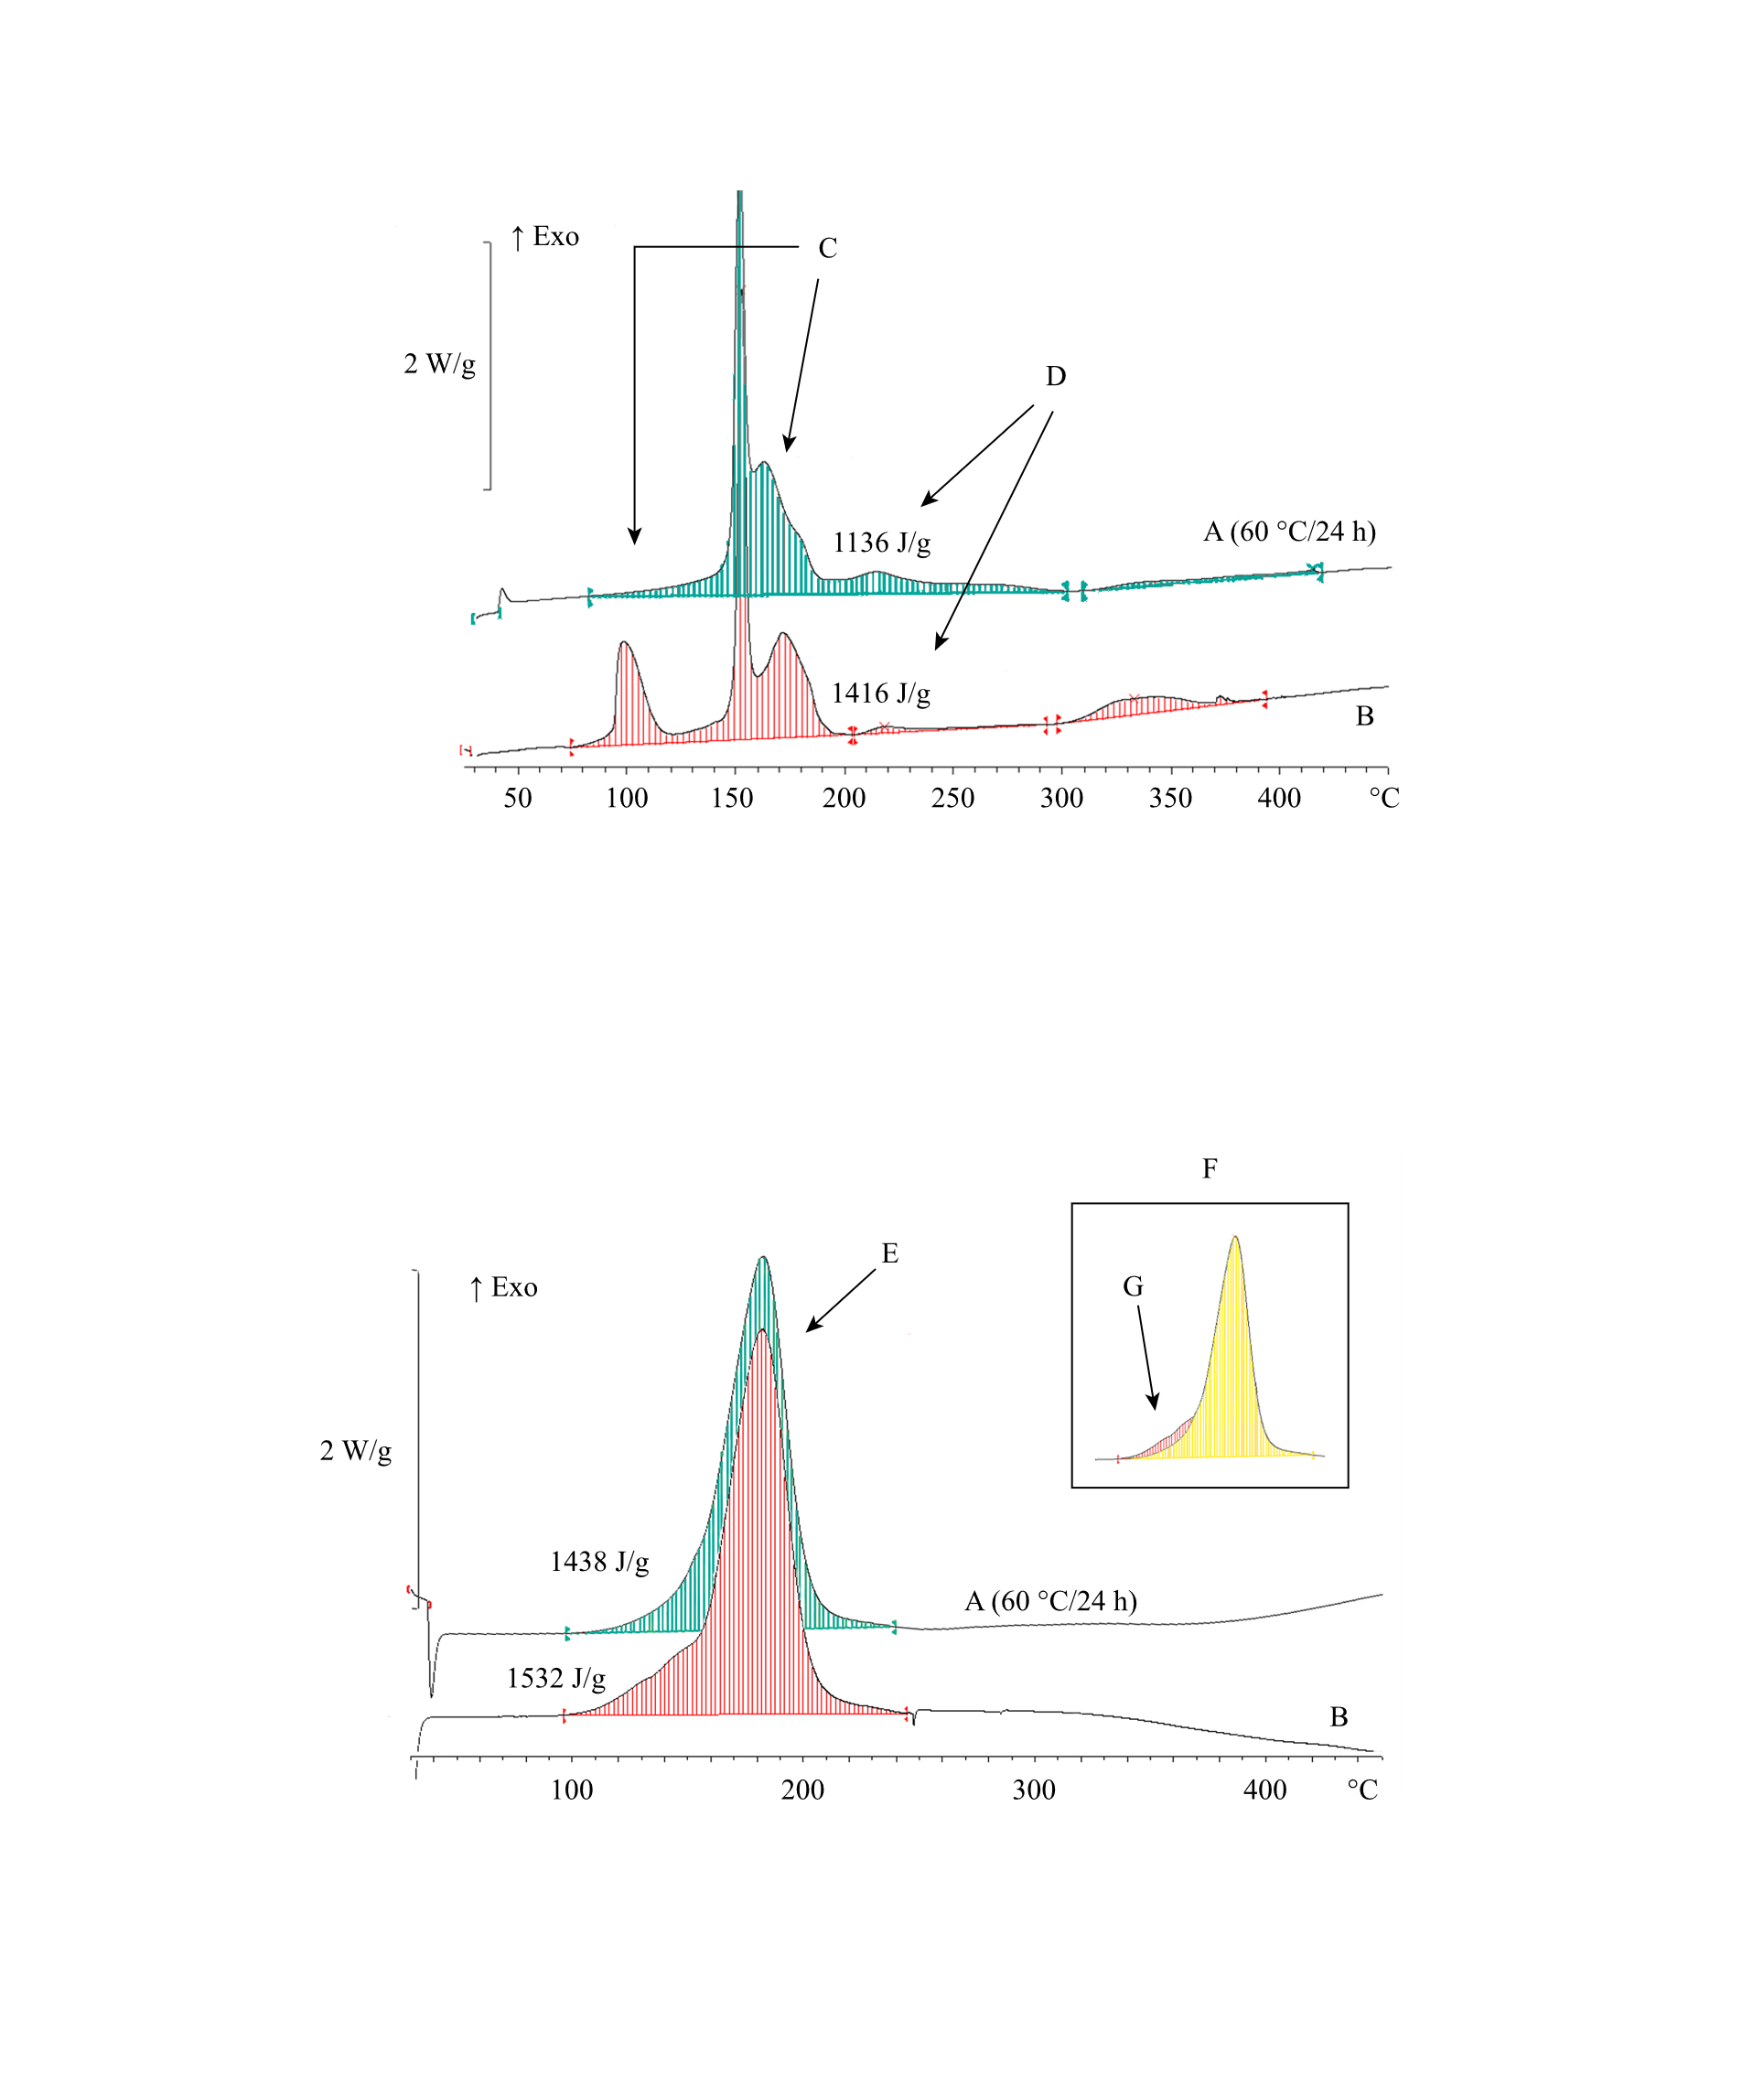 ↑ Exo
C
2 W/g
D
A (60 °C/24 h)
1136 J/g
1416 J/g
B
50 100 150 200 250 300 350 400 °C
F
E
↑ Exo
G
2 W/g
1438 J/g
A (60 °C/24 h)
1532 J/g
B
100 200 300 400 °C